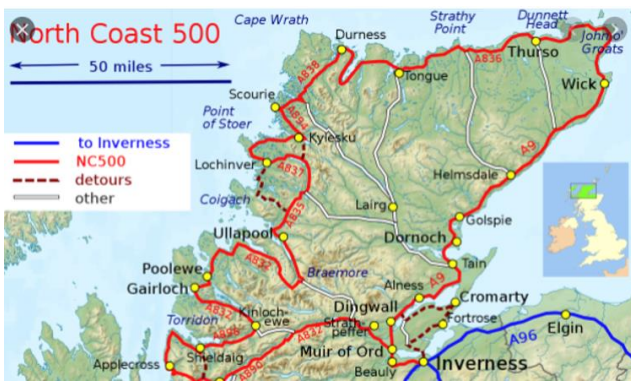 North Coast 500
50 miles
to Inverness
NC500
detours
other
Cape Wrath
Durness
Strathy
Point
Dunnett
Head
John o'
Groats
Thurso
A836
Tongue
A838
Wick
Scourie
A894
Point
of Stoer
Kylesku
A9
Lochinver
A837
Helmsdale
Coigach
A835
Lairg
Golspie
Ullapool
Dornoch
Tain
Poolewe
A832
Braemore
Gairloch
Alness
A9
Cromarty
A832
Kinloch-
ewe
Dingwall
Fortrose
Torridon
A896
A832
Strath-
peffer
A96
Elgin
Applecross
Shieldaig
Muir of Ord
Inverness
A890
Beauly